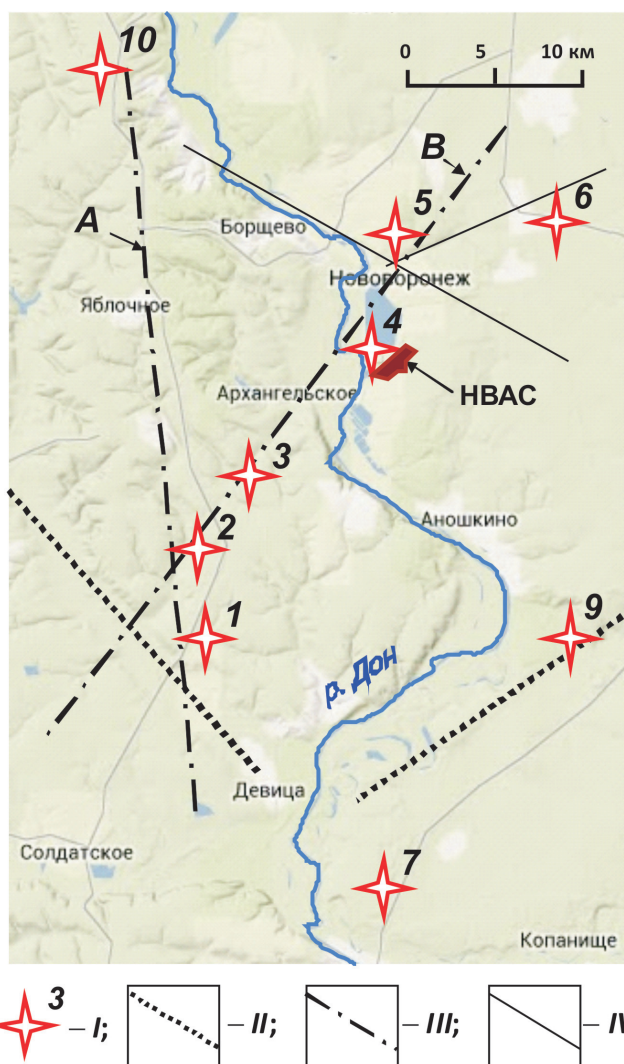 10
0 5 10 км
B
A
5
6
Борщево
Нововоронеж
Яблочное
4
Архангельское
НВАС
3
Аношкино
2
1
9
р. Дон
Девица
Солдатское
7
Копанище
3 – I; – II; – III; – IV